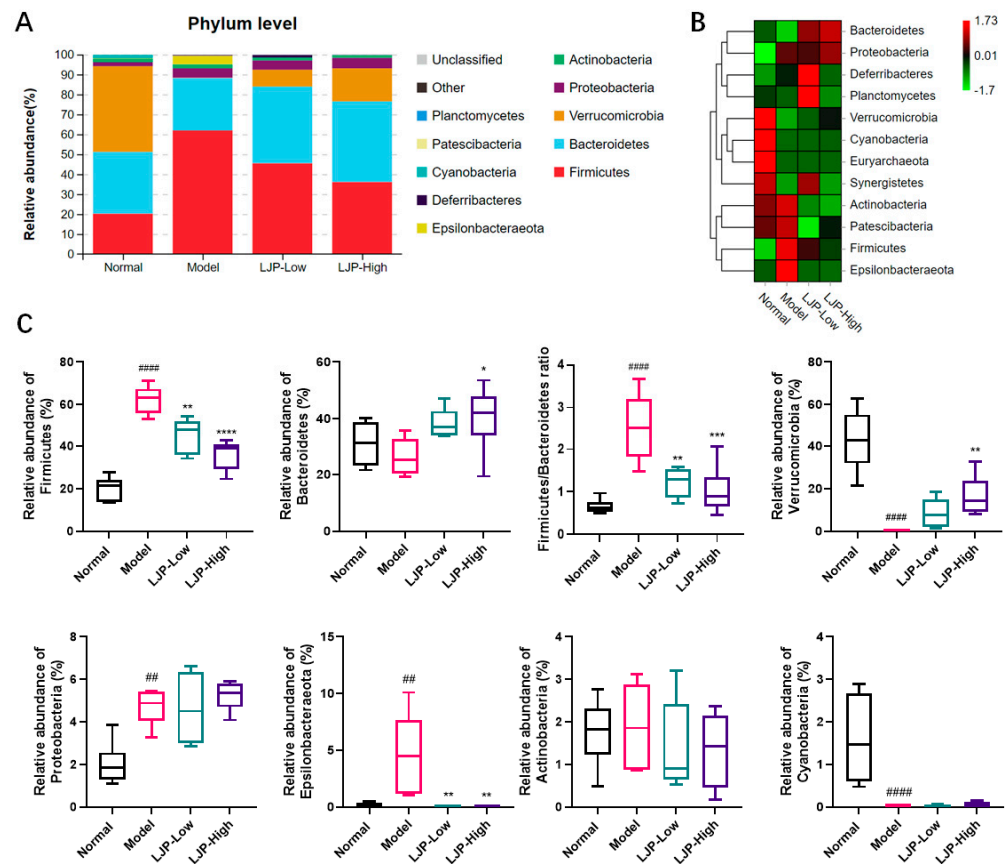 A
Phylum level
Relative abundance(%)
100
90
80
70
60
50
40
30
20
10
0
Normal
Model
LJP-Low
LJP-High
Unclassified
Other
Planctomycetes
Patescibacteria
Cyanobacteria
Deferribacteres
Epsilonbacteraeota
Actinobacteria
Proteobacteria
Verrucomicrobia
Bacteroidetes
Firmicutes
B
Bacteroidetes
Proteobacteria
Deferribacteres
Planctomycetes
Verrucomicrobia
Cyanobacteria
Euryarchaeota
Synergistetes
Actinobacteria
Patescibacteria
Firmicutes
Epsilonbacteraeota
Normal
Model
LJP-Low
LJP-High
1.73
0.01
-1.7
C
Relative abundance of
Firmicutes (%)
80
60
40
20
0
####
**
****
Normal
Model
LJP-Low
LJP-High
Relative abundance of
Bacteroidetes (%)
60
40
20
0
*
Normal
Model
LJP-Low
LJP-High
Firmicutes/Bacteroidetes ratio
4
3
2
1
0
####
**
***
Normal
Model
LJP-Low
LJP-High
Relative abundance of
Verrucomicrobia (%)
80
60
40
20
0
####
**
Normal
Model
LJP-Low
LJP-High
Relative abundance of
Proteobacteria (%)
8
6
4
2
0
##
Normal
Model
LJP-Low
LJP-High
Relative abundance of
Epsilonbacteraeota (%)
15
10
5
0
##
**
**
Normal
Model
LJP-Low
LJP-High
Relative abundance of
Actinobacteria (%)
4
3
2
1
0
Normal
Model
LJP-Low
LJP-High
Relative abundance of
Cyanobacteria (%)
4
3
2
1
0
####
Normal
Model
LJP-Low
LJP-High